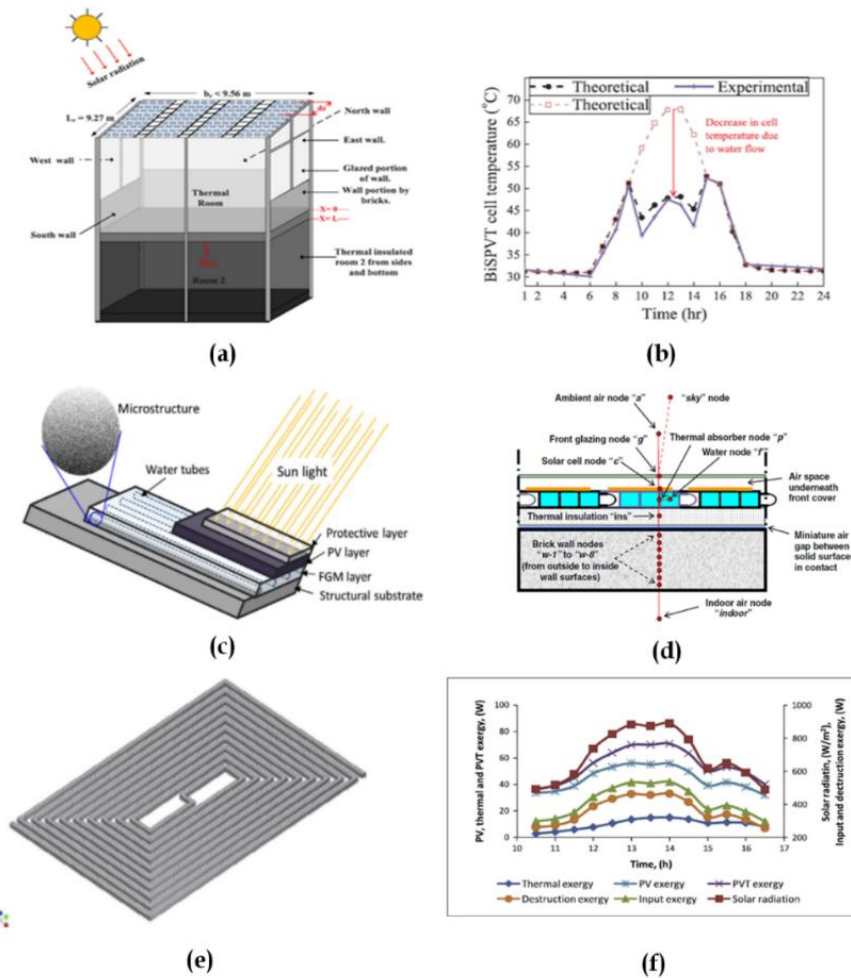 Solar radiation
L_r = 9.27 m
b_r < 9.56 m
dx
North wall
East wall.
West wall
Glazed portion
of wall.
Thermal
Room
Wall portion by
bricks.
South wall
X= 0
X= L
Room 2
Thermal insulated
room 2 from sides
and bottom
(a)
Theoretical
Experimental
Theoretical
BiSPVT cell temperature (°C)
70
65
60
55
50
45
40
35
30
Decrease in cell
temperature due
to water flow
1 2 4 6 8 10 12 14 16 18 20 22 24
Time (hr)
(b)
Microstructure
Water tubes
Sun light
Protective layer
PV layer
FGM layer
Structural substrate
(c)
Ambient air node "a"
"sky" node
Front glazing node "g"
Thermal absorber node "p"
Solar cell node "c"
Water node "f"
Air space
underneath
front cover
Thermal insulation "ins"
Miniature air
gap between
solid surfaces
in contact
Brick wall nodes
"w-1" to "w-8"
(from outside to inside
wall surfaces)
Indoor air node
"indoor"
(d)
(e)
PV, thermal and PVT exergy, (W)
100
80
60
40
20
0
1000
900
800
700
600
500
400
300
200
Solar radiatin, (W/m²),
Input and destruction exergy, (W)
10 11 12 13 14 15 16 17
Time, (h)
Thermal exergy
PV exergy
PVT exergy
Destruction exergy
Input exergy
Solar radiation
(f)